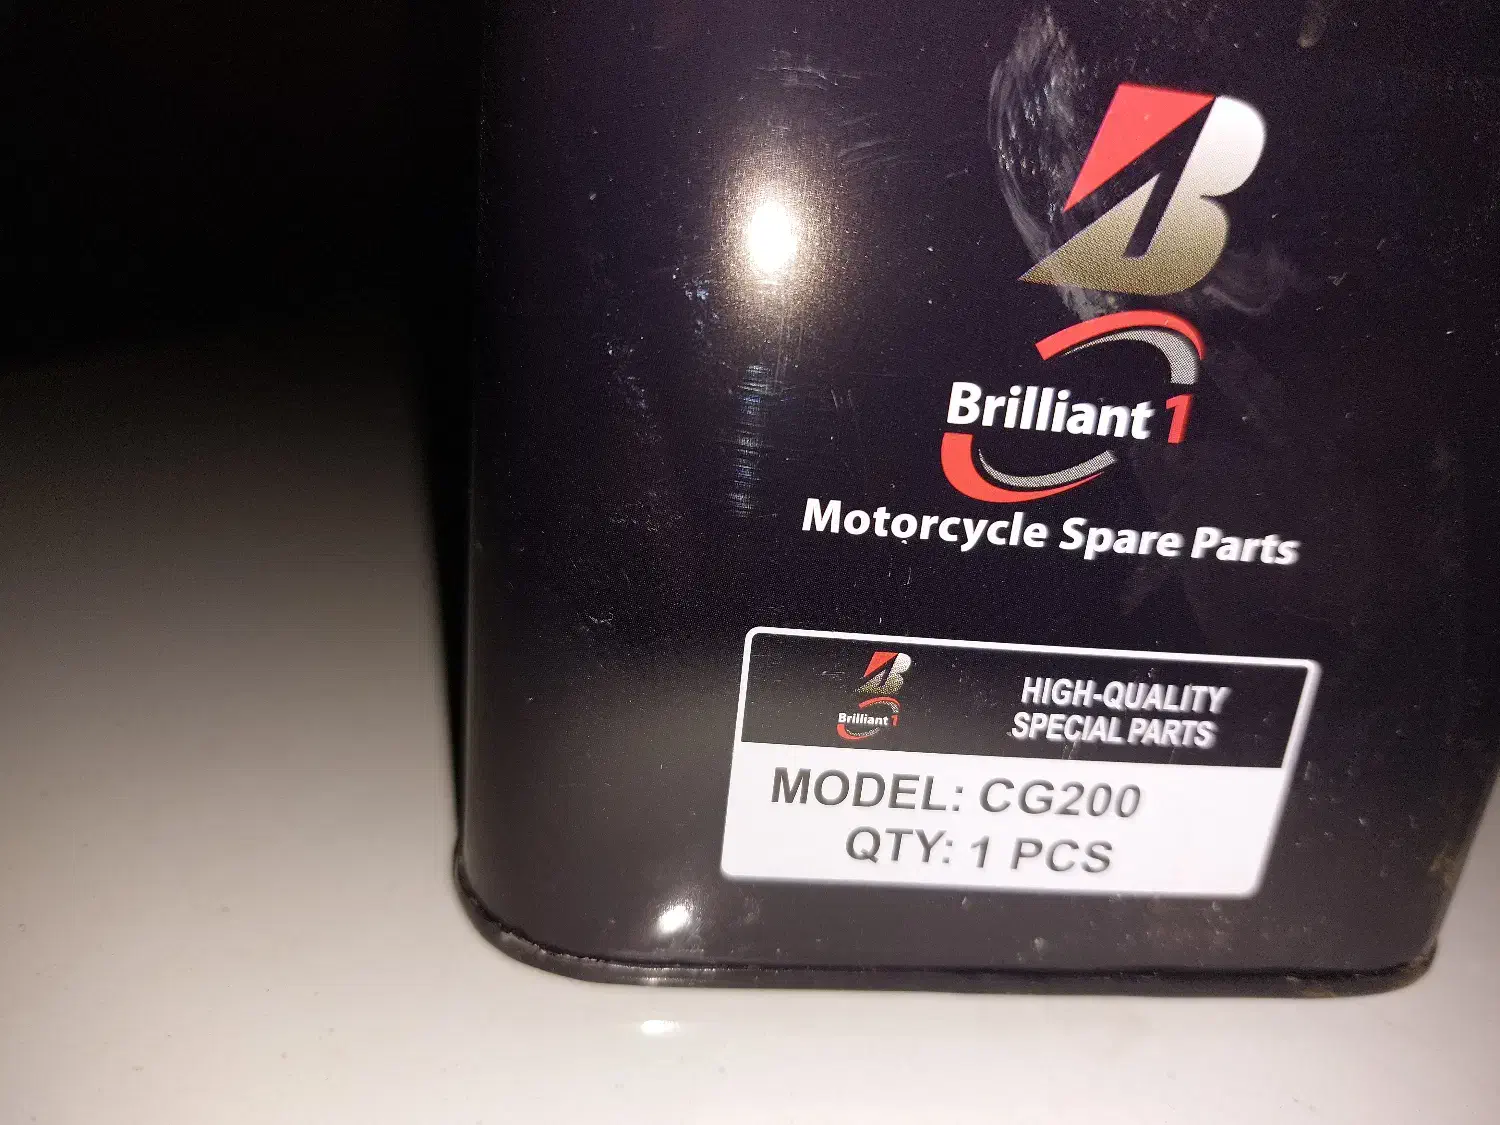 B
Brilliant 1
Motorcycle Spare Parts
B
Brilliant 1
HIGH-QUALITY
SPECIAL PARTS
MODEL: CG200
QTY: 1 PCS